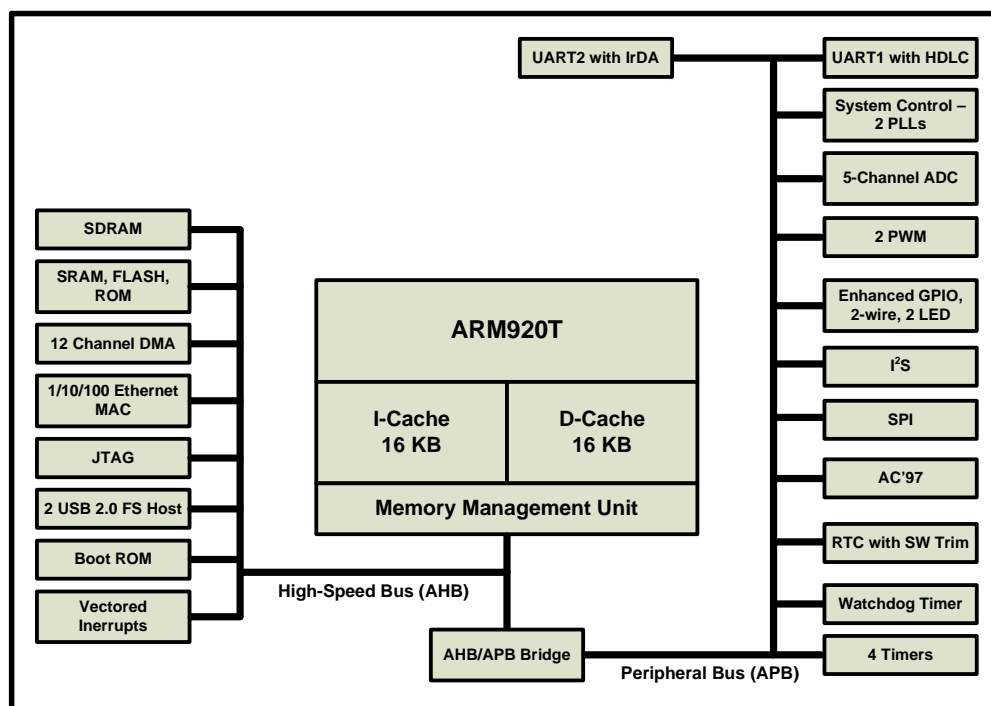 UART2 with IrDA
UART1 with HDLC
System Control –
2 PLLs
5-Channel ADC
2 PWM
Enhanced GPIO,
2-wire, 2 LED
I²S
SPI
AC’97
RTC with SW Trim
Watchdog Timer
4 Timers
SDRAM
SRAM, FLASH,
ROM
12 Channel DMA
1/10/100 Ethernet
MAC
JTAG
2 USB 2.0 FS Host
Boot ROM
Vectored
Inerrupts
ARM920T
I-Cache
16 KB
D-Cache
16 KB
Memory Management Unit
High-Speed Bus (AHB)
AHB/APB Bridge
Peripheral Bus (APB)